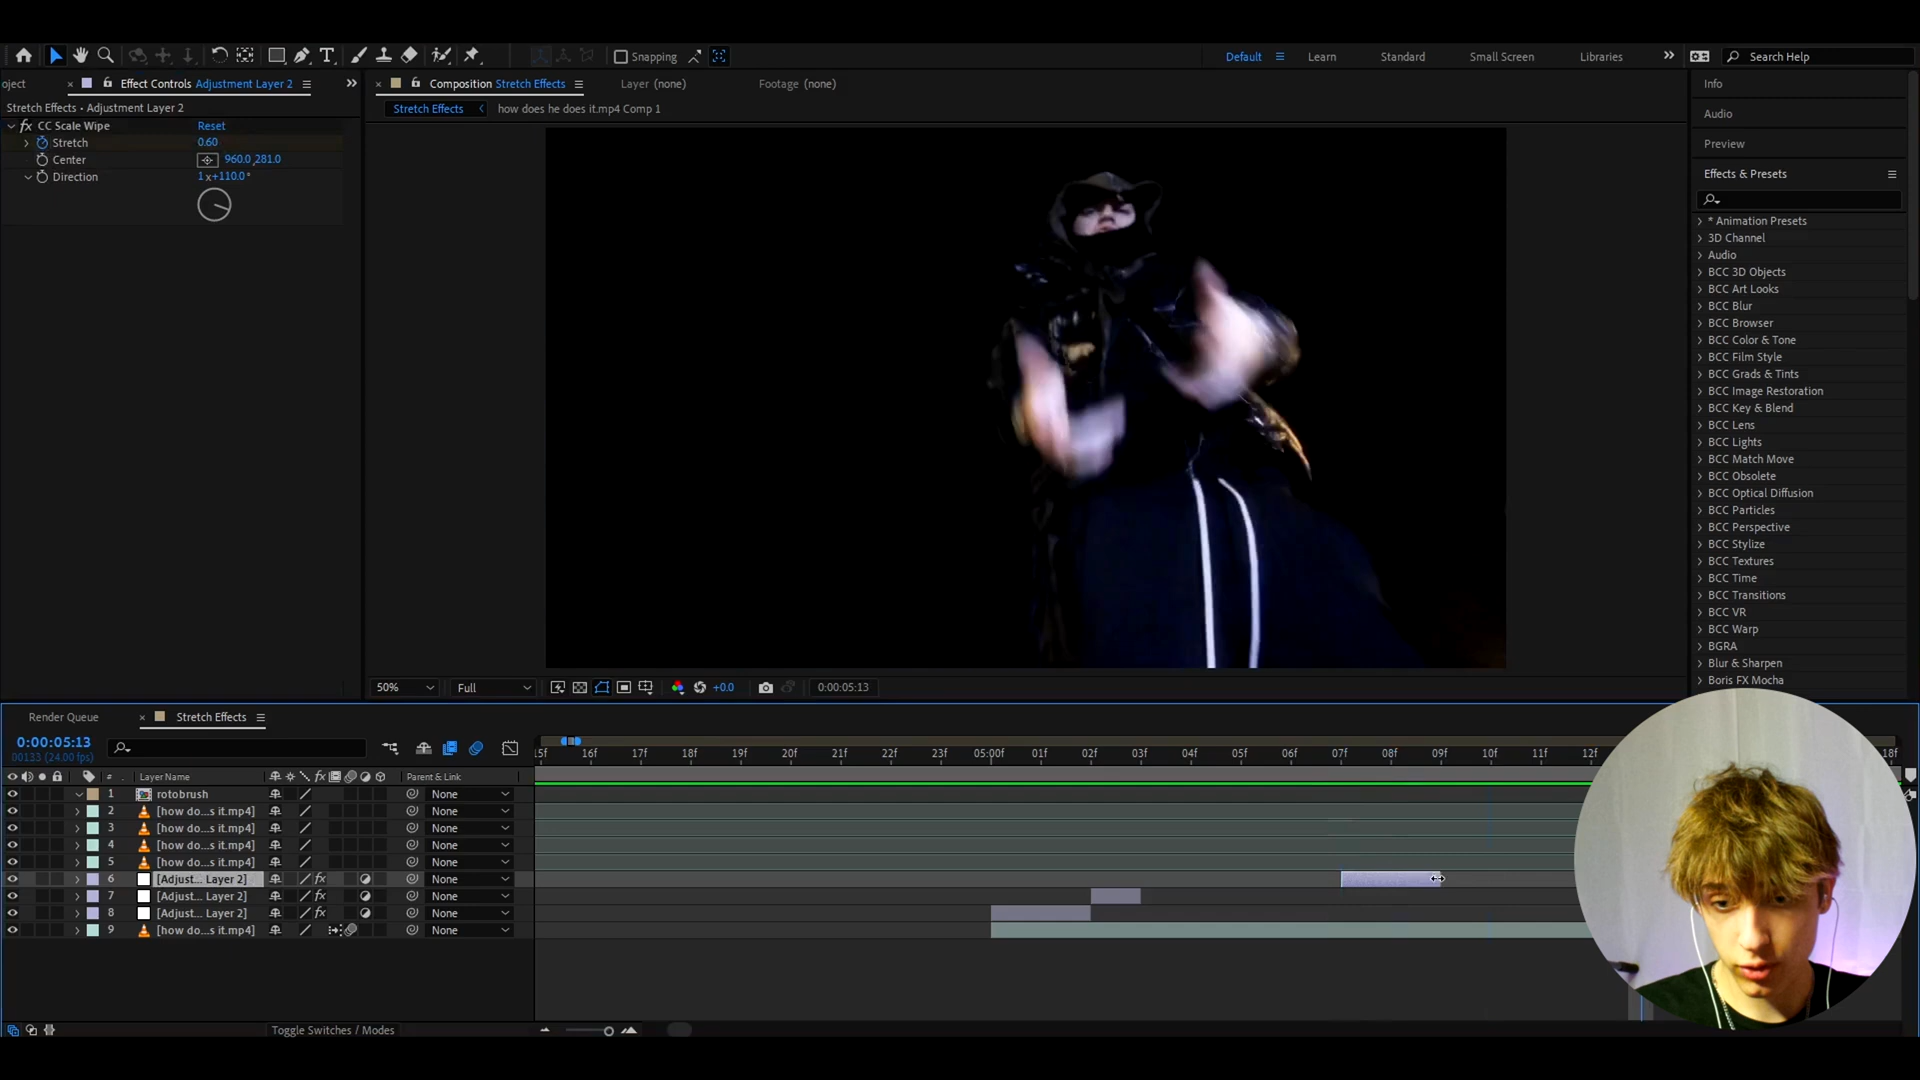 Snapping
Default
Learn
Standard
Small Screen
Libraries
Search Help
oject
Effect Controls Adjustment Layer 2
Composition Stretch Effects
Layer (none)
Footage (none)
Stretch Effects • Adjustment Layer 2
Stretch Effects
how does he does it.mp4 Comp 1
fx CC Scale Wipe Reset
Stretch 0.60
Center 960.0,281.0
Direction 1x+110.0°
Info
Audio
Preview
Effects & Presets
* Animation Presets
3D Channel
Audio
BCC 3D Objects
BCC Art Looks
BCC Blur
BCC Browser
BCC Color & Tone
BCC Film Style
BCC Grads & Tints
BCC Image Restoration
BCC Key & Blend
BCC Lens
BCC Lights
BCC Match Move
BCC Obsolete
BCC Optical Diffusion
BCC Particles
BCC Perspective
BCC Stylize
BCC Textures
BCC Time
BCC Transitions
BCC VR
BCC Warp
BGRA
Blur & Sharpen
Boris FX Mocha
50% Full +0.0 0:00:05:13
Render Queue
Stretch Effects
0:00:05:13
00133 (24.00 fps)
15f 16f 17f 18f 19f 20f 21f 22f 23f 05:00f 01f 02f 03f 04f 05f 06f 07f 08f 09f 10f 11f 12f 18f
# Layer Name fx Parent & Link
1 rotobrush None
2 [how do...s it.mp4] None
3 [how do...s it.mp4] None
4 [how do...s it.mp4] None
5 [how do...s it.mp4] None
6 [Adjust... Layer 2] fx None
7 [Adjust... Layer 2] fx None
8 [Adjust... Layer 2] fx None
9 [how do...s it.mp4] None
Toggle Switches / Modes